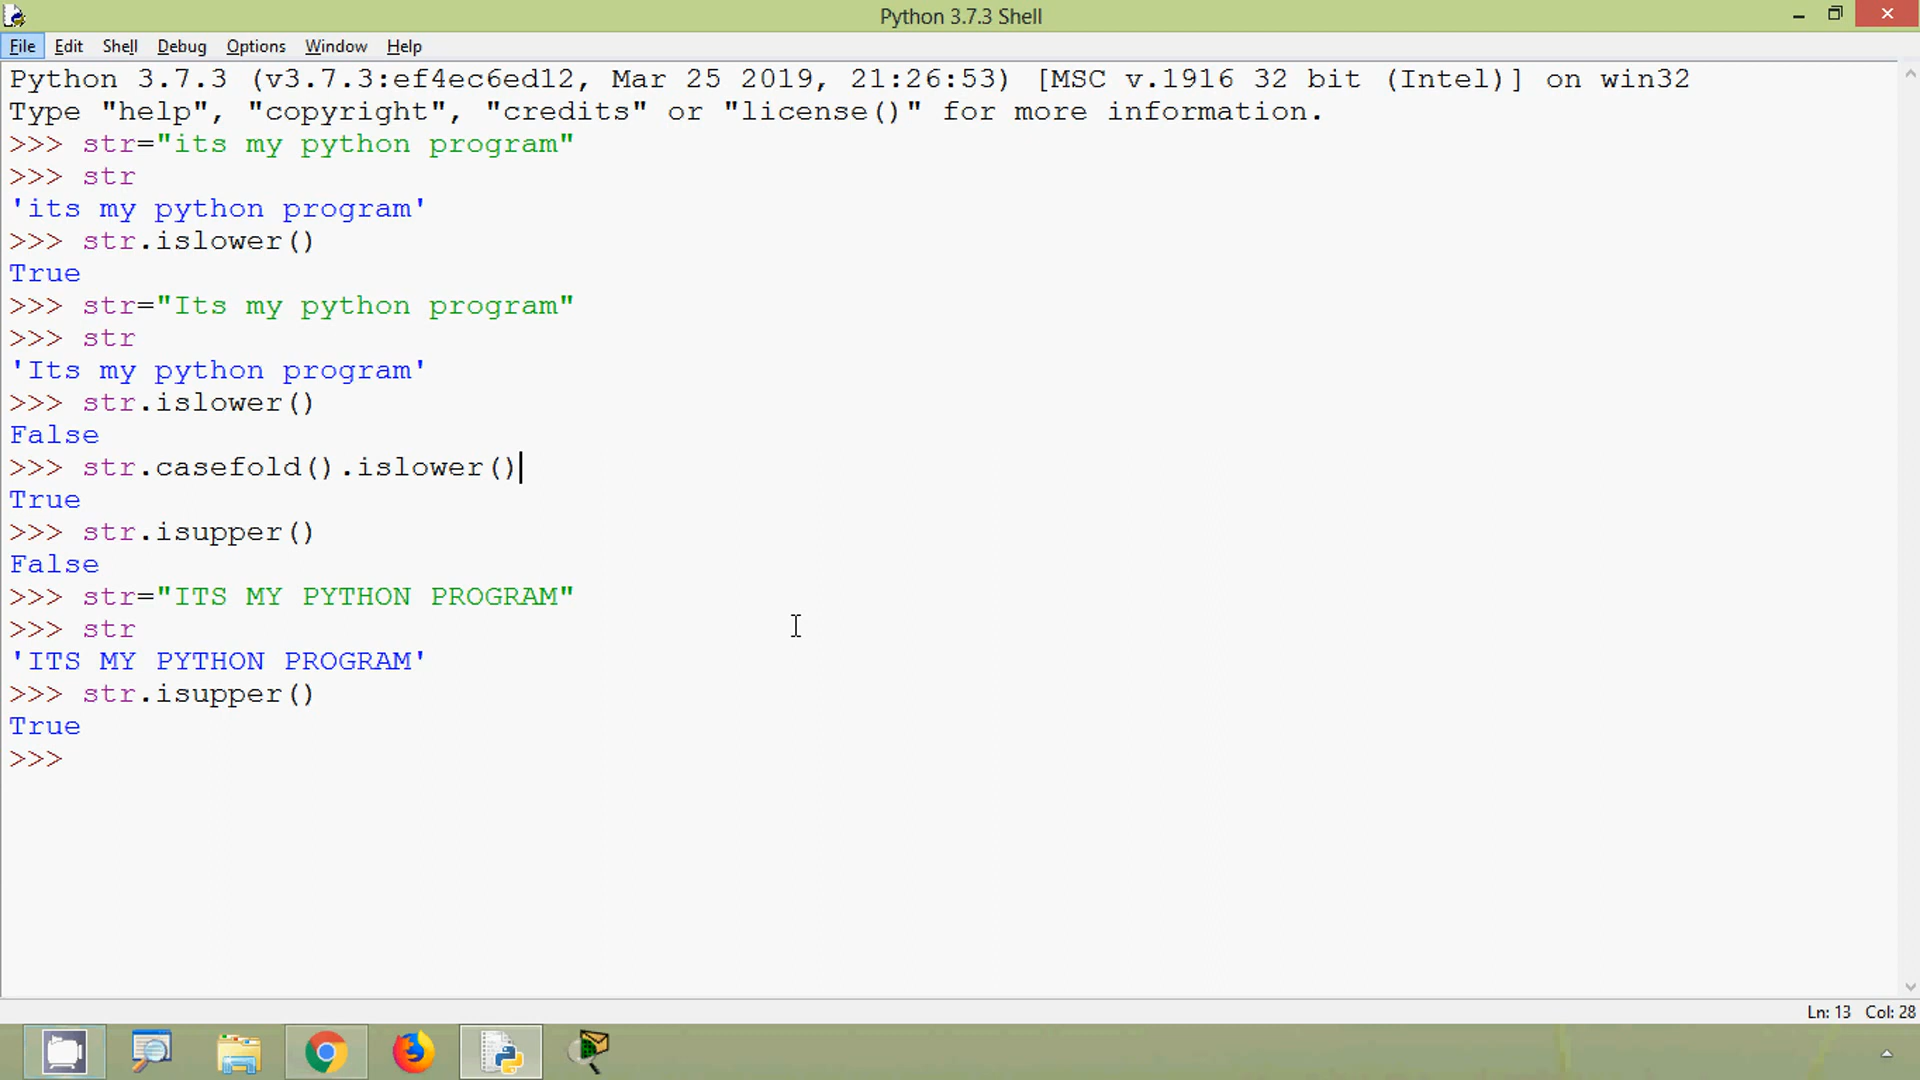 Python 3.7.3 Shell
File Edit Shell Debug Options Window Help
Python 3.7.3 (v3.7.3:ef4ec6ed12, Mar 25 2019, 21:26:53) [MSC v.1916 32 bit (Intel)] on win32
Type "help", "copyright", "credits" or "license()" for more information.
>>> str="its my python program"
>>> str
'its my python program'
>>> str.islower()
True
>>> str="Its my python program"
>>> str
'Its my python program'
>>> str.islower()
False
>>> str.casefold().islower()
True
>>> str.isupper()
False
>>> str="ITS MY PYTHON PROGRAM"
>>> str
'ITS MY PYTHON PROGRAM'
>>> str.isupper()
True
>>>
Ln: 13 Col: 28